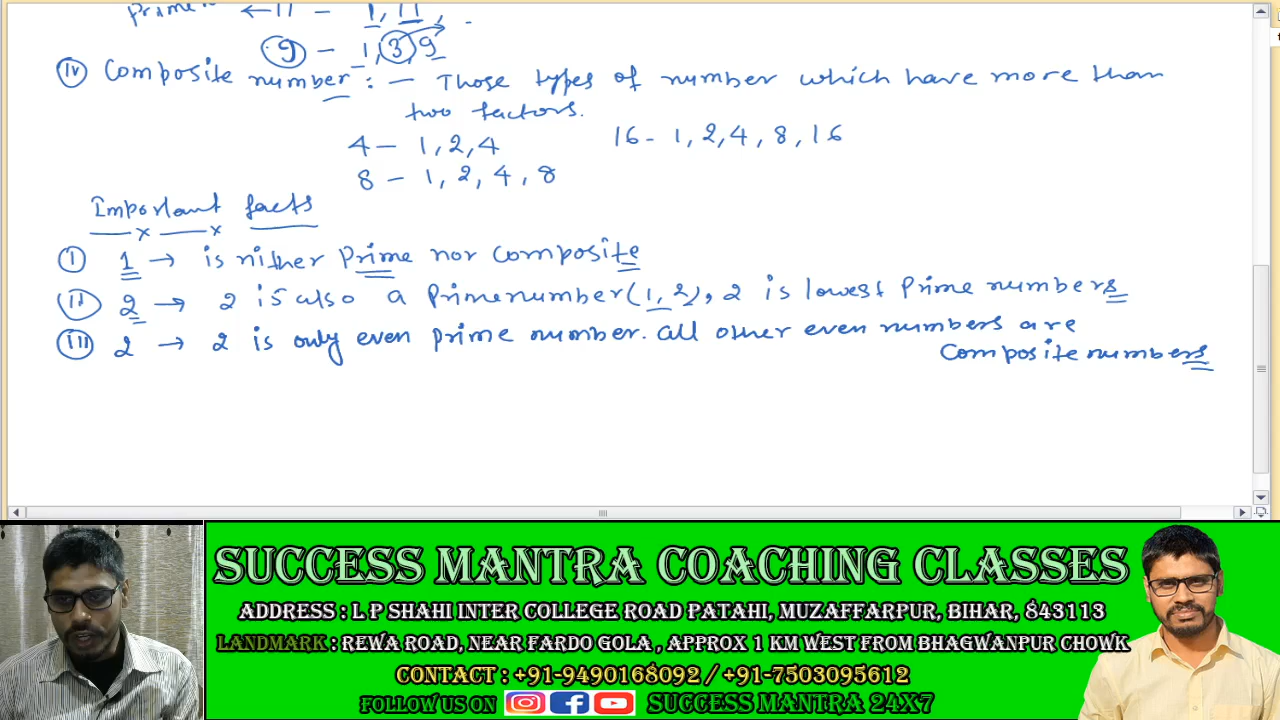 Prime ← 11 - 1, 11,
9 - 1, 3, 9
(iv) Composite number : - Those types of number which have more than
two factors.
4 - 1, 2, 4
16 - 1, 2, 4, 8, 16
8 - 1, 2, 4, 8
Important facts
(i) 1 → is nither Prime nor composite
(ii) 2 → 2 is also a Prime number (1, 2), 2 is lowest Prime numbers
(iii) 2 → 2 is only even prime number. all other even numbers are
Composite numbers
SUCCESS MANTRA COACHING CLASSES
ADDRESS : L P SHAHI INTER COLLEGE ROAD PATAHI, MUZAFFARPUR, BIHAR, 843113
LANDMARK : REWA ROAD, NEAR FARDO GOLA , APPROX 1 KM WEST FROM BHAGWANPUR CHOWK
CONTACT : +91-9490168092 / +91-7503095612
FOLLOW US ON SUCCESS MANTRA 24X7